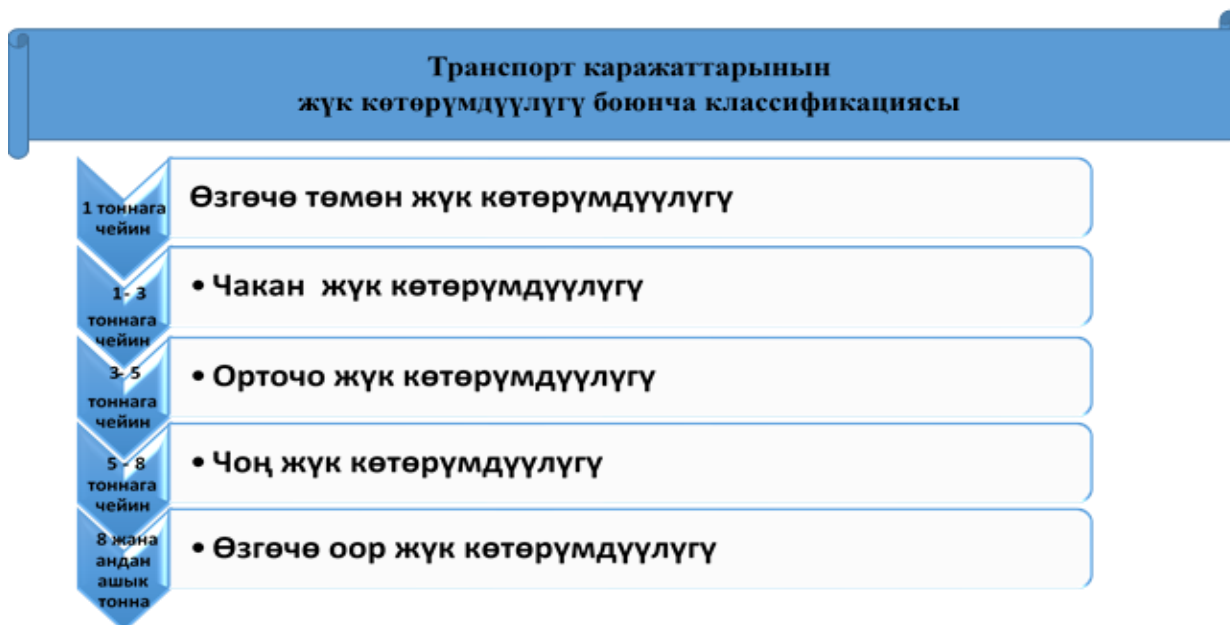 Транспорт каражаттарынын
жүк көтөрүмдүүлүгү боюнча классификациясы
1 тоннага
чейин
Өзгөчө төмөн жүк көтөрүмдүүлүгү
1- 3
тоннага
чейин
• Чакан жүк көтөрүмдүүлүгү
3- 5
тоннага
чейин
• Орточо жүк көтөрүмдүүлүгү
5 - 8
тоннага
чейин
• Чоң жүк көтөрүмдүүлүгү
8 жана
андан
ашык
тонна
• Өзгөчө оор жүк көтөрүмдүүлүгү